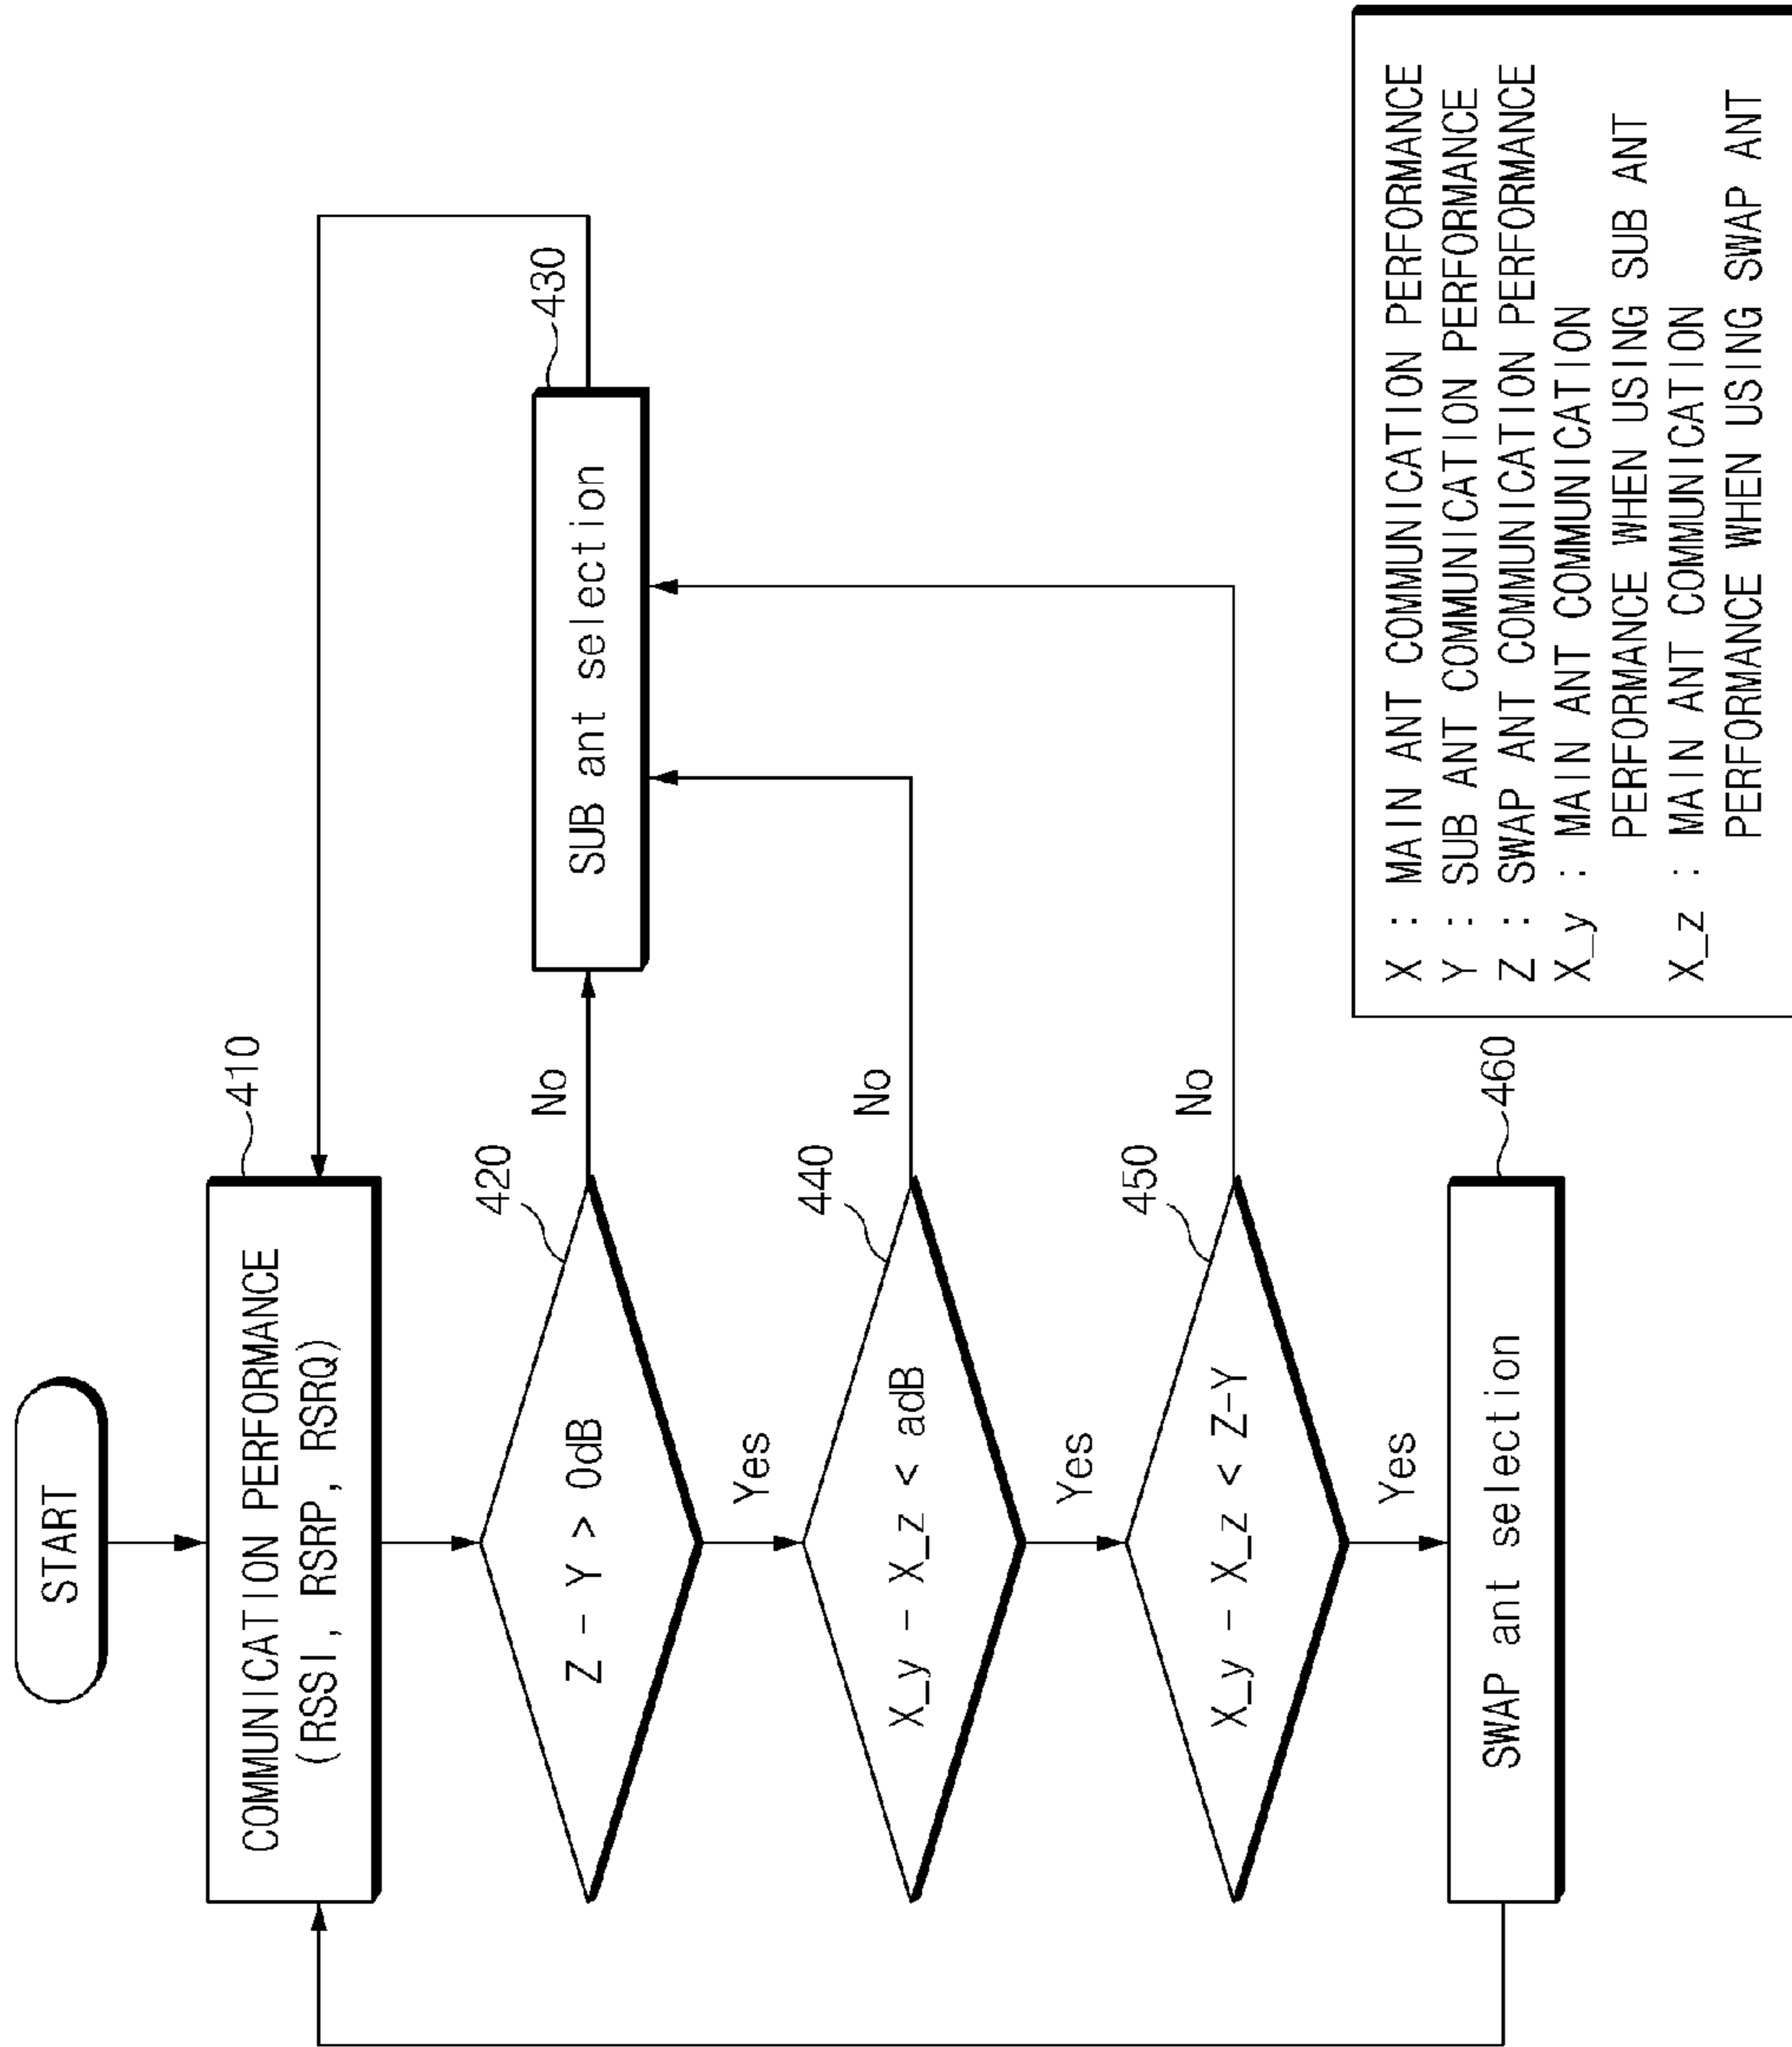 START
COMMUNICATION PERFORMANCE
(RSSI, RSRP, RSRQ)
410
Z - Y > 0dB
420
No
SUB ant selection
430
Yes
X_y - X_z < adB
440
No
Yes
X_y - X_z < Z-Y
450
No
Yes
SWAP ant selection
460
X : MAIN ANT COMMUNICATION PERFORMANCE
Y : SUB ANT COMMUNICATION PERFORMANCE
Z : SWAP ANT COMMUNICATION PERFORMANCE
X_y : MAIN ANT COMMUNICATION
PERFORMANCE WHEN USING SUB ANT
X_z : MAIN ANT COMMUNICATION
PERFORMANCE WHEN USING SWAP ANT